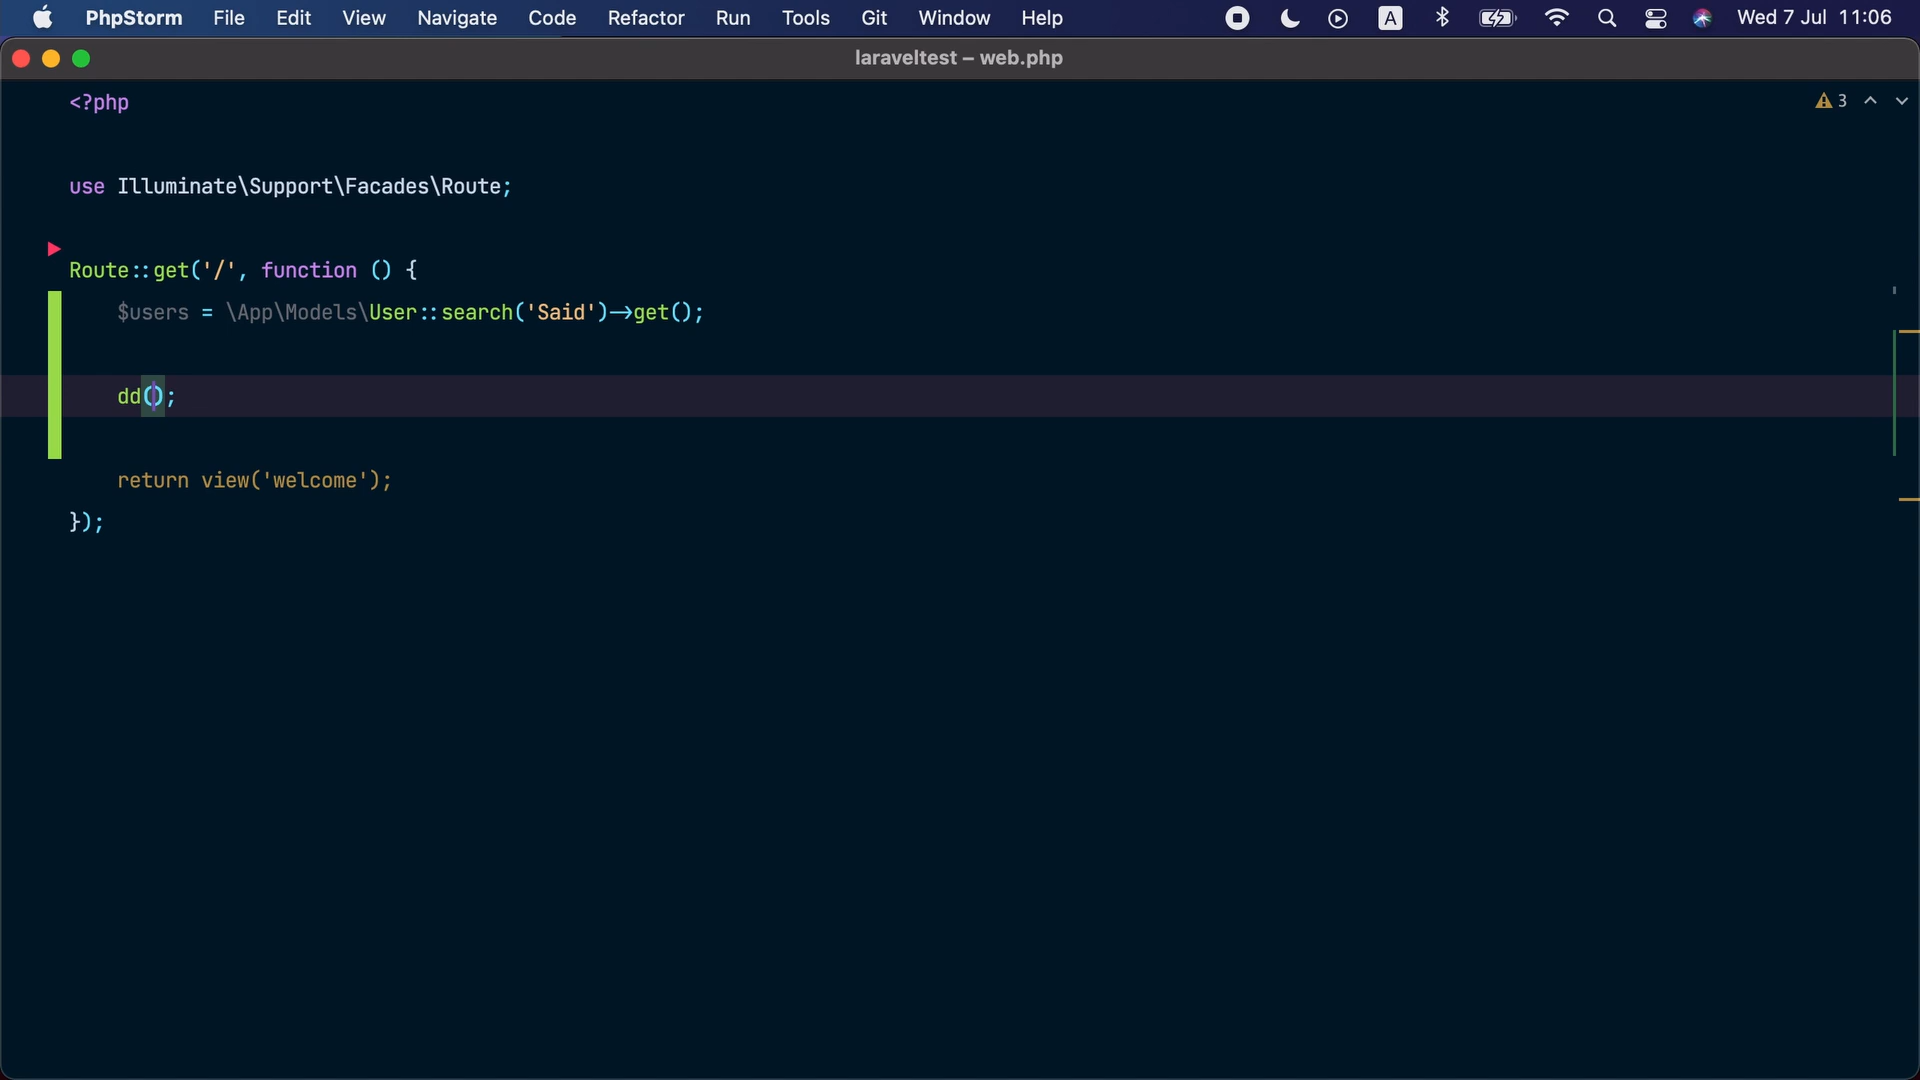 PhpStorm File Edit View Navigate Code Refactor Run Tools Git Window Help A Wed 7 Jul 11:06
laraveltest – web.php
<?php
3
use Illuminate\Support\Facades\Route;
Route::get('/', function () {
$users = \App\Models\User::search('Said')->get();
dd();
return view('welcome');
});